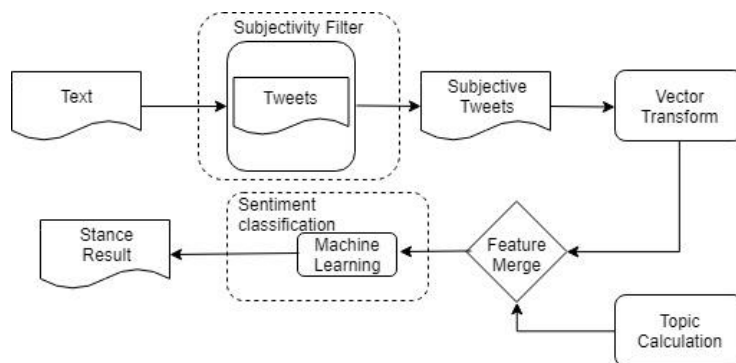 Subjectivity Filter
Text
Tweets
Subjective
Tweets
Vector
Transform
Sentiment
classification
Stance
Result
Machine
Learning
Feature
Merge
Topic
Calculation